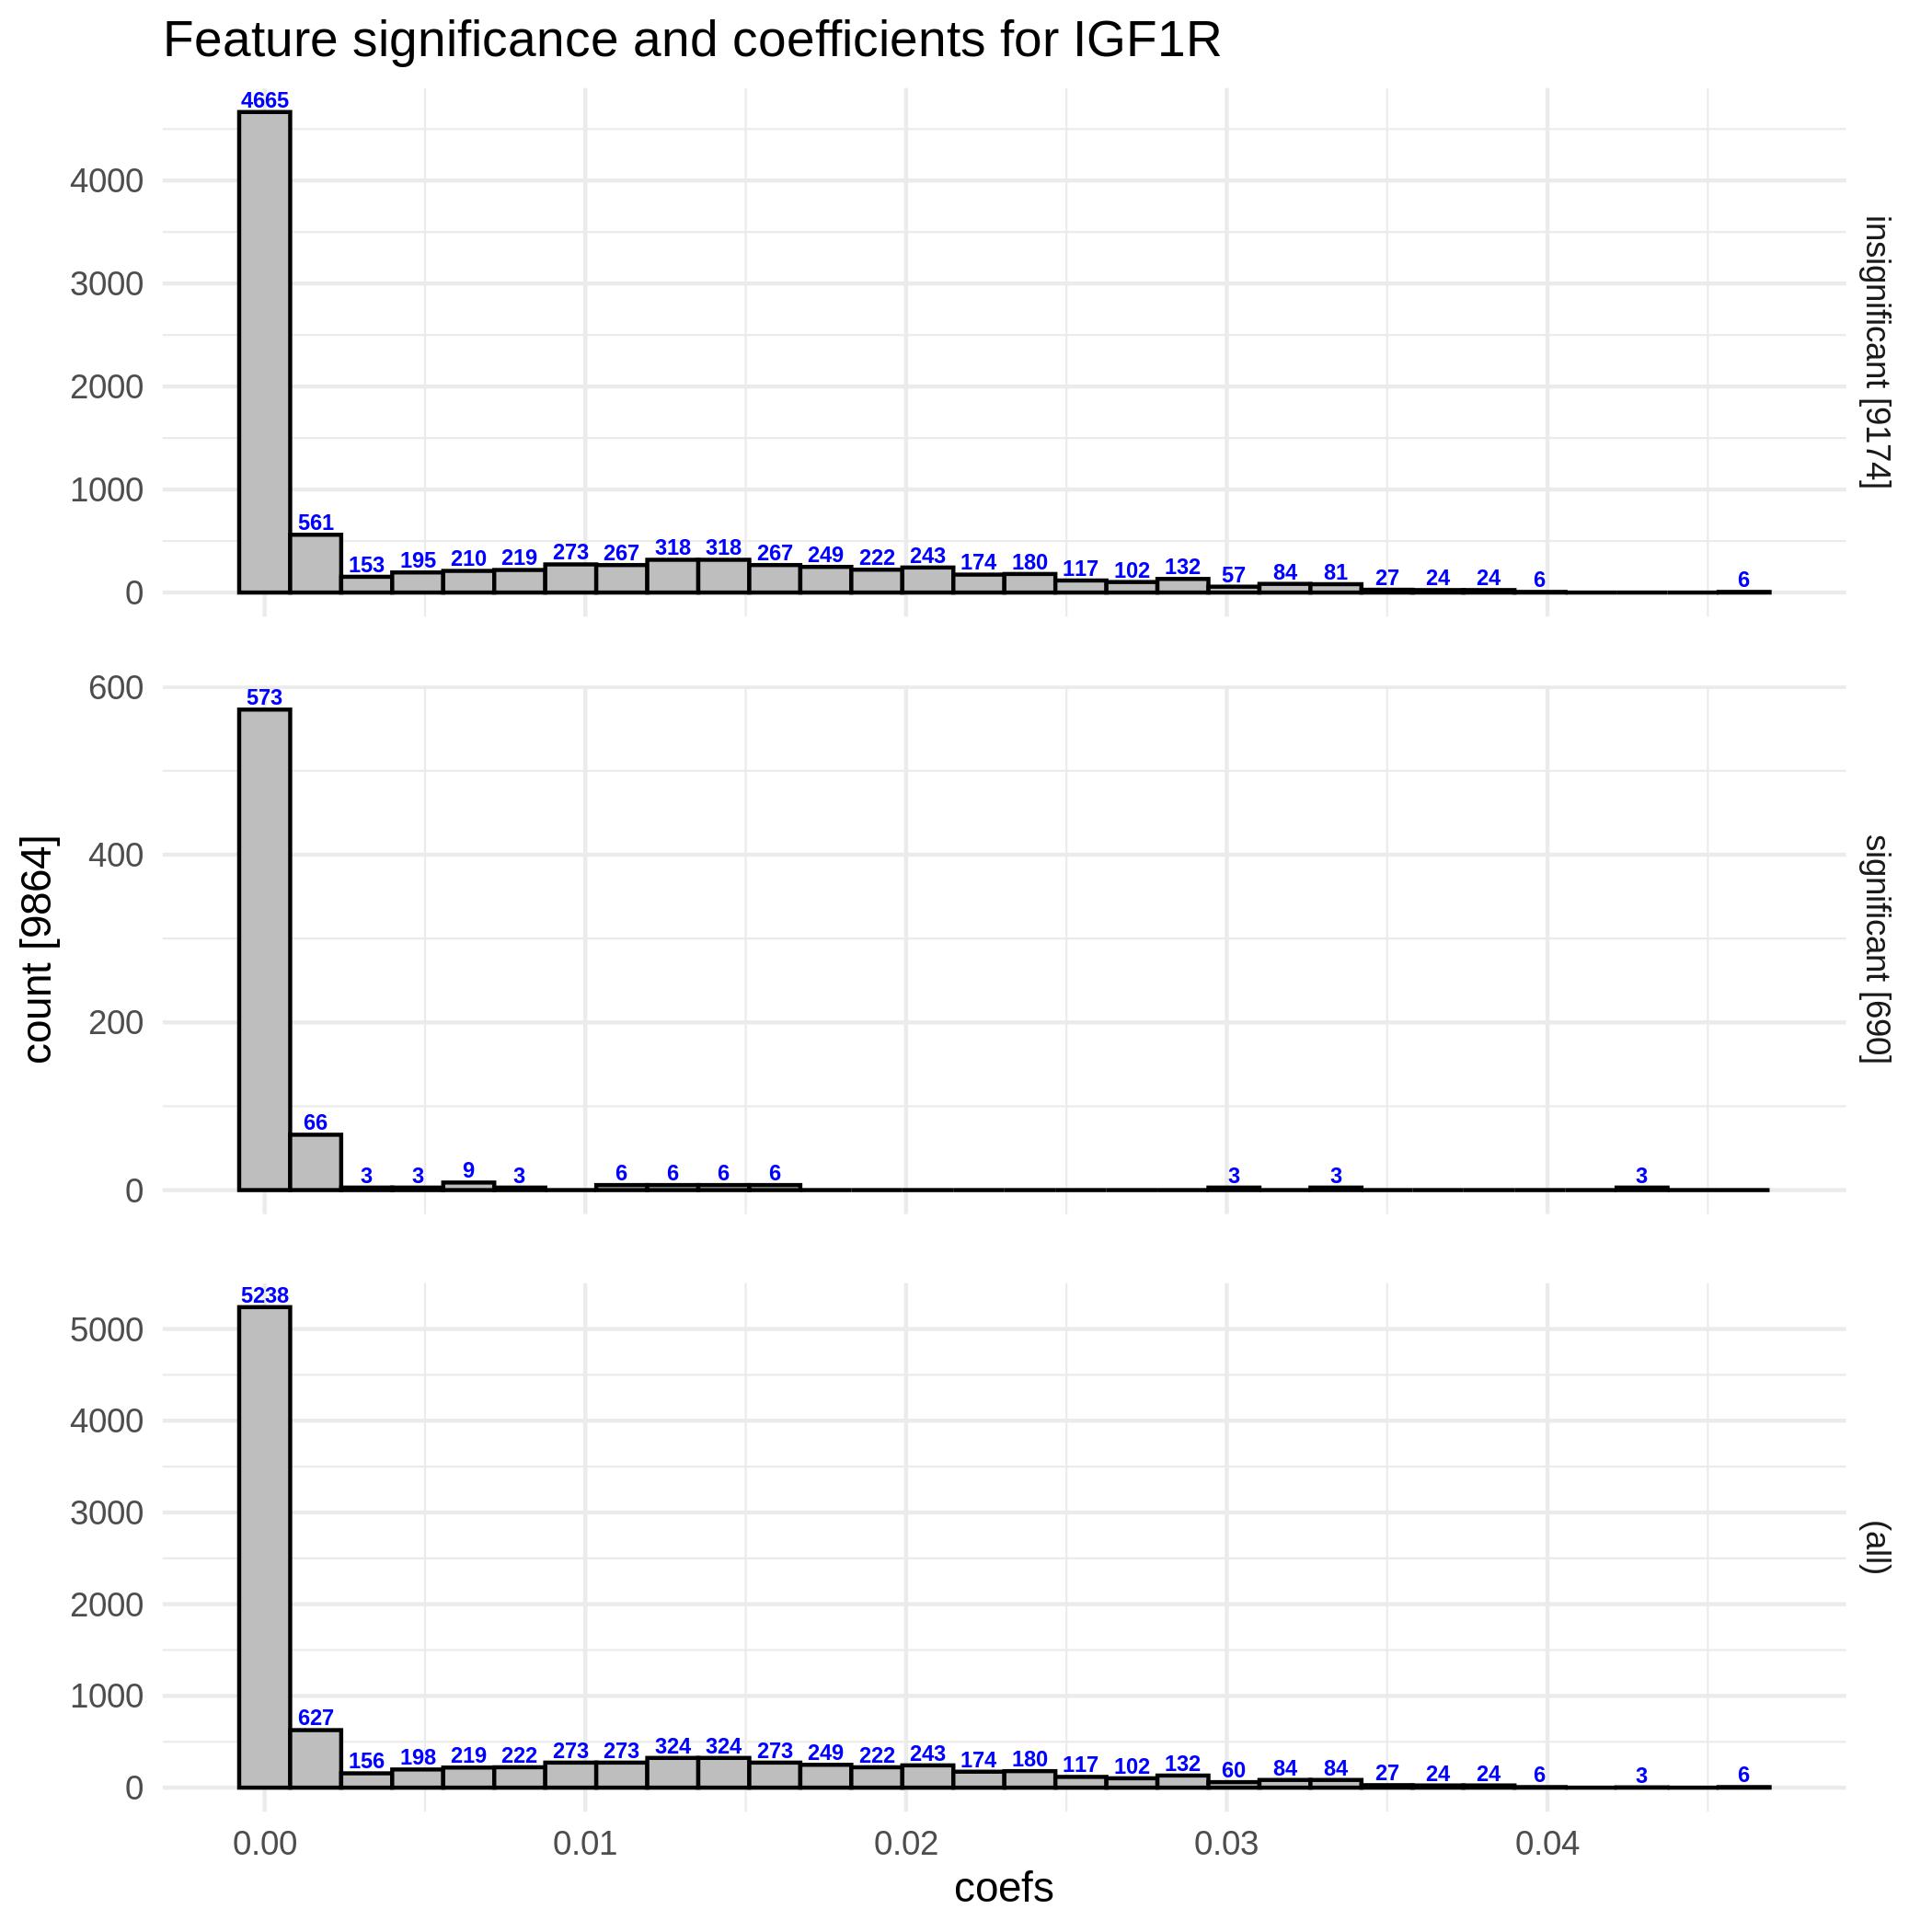 Feature significance and coefficients for IGF1R
4665
4000
3000
2000
1000
0
561
153 195 210 219 273 267 318 318 267 249 222 243 174 180 117 102 132 57 84 81 27 24 24 6 6
insignificant [9174]
600
573
400
200
0
66
3 3 9 3 6 6 6 6 3 3 3
significant [690]
count [9864]
5238
5000
4000
3000
2000
1000
0
627
156 198 219 222 273 273 324 324 273 249 222 243 174 180 117 102 132 60 84 84 27 24 24 6 3 6
(all)
0.00 0.01 0.02 0.03 0.04
coefs